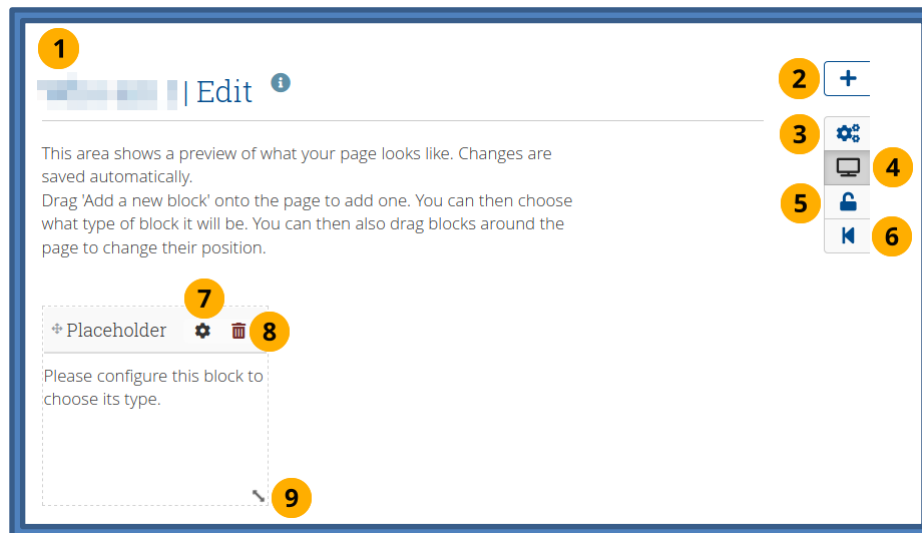 1
| Edit i
2
3
4
5
6
This area shows a preview of what your page looks like. Changes are
saved automatically.
Drag 'Add a new block' onto the page to add one. You can then choose
what type of block it will be. You can then also drag blocks around the
page to change their position.
7
Placeholder
8
Please configure this block to
choose its type.
9